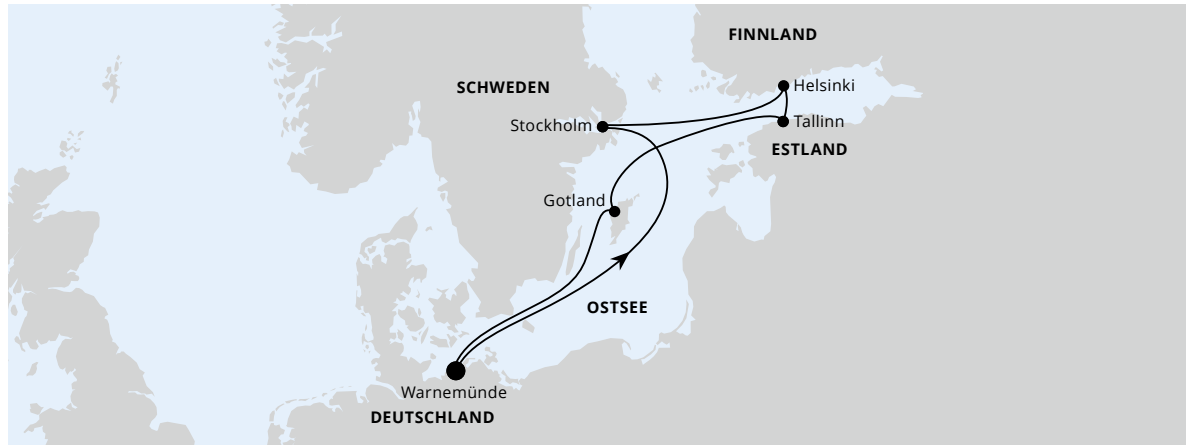 FINNLAND
SCHWEDEN
Helsinki
Stockholm
Tallinn
ESTLAND
Gotland
OSTSEE
Warnemünde
DEUTSCHLAND